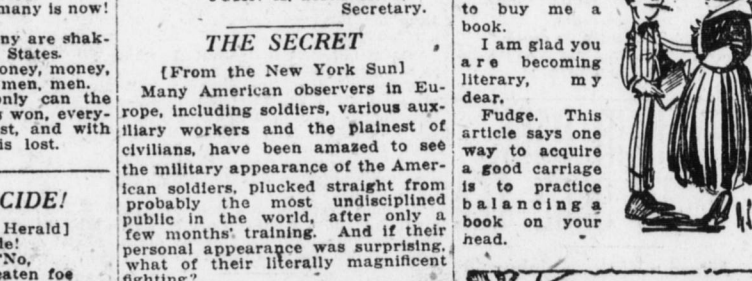 many is now!
ny are shak-
States.
oney, money,
men, men.
only can the
s won, every-
st, and with
is lost.
CIDE!
Herald]
le!
"No,
eaten foe
Secretary.
THE SECRET
[From the New York Sun]
Many American observers in Eu-
rope, including soldiers, various aux-
iliary workers and the plainest of
civilians, have been amazed to see
the military appearance of the Amer-
ican soldiers, plucked straight from
probably the most undisciplined
public in the world, after only a
few months' training. And if their
personal appearance was surprising,
what of their literally magnificent
fighting?
to buy me a
book.
I am glad you
are becoming
literary, my
dear.
Fudge. This
article says one
way to acquire
a good carriage
is to practice
balancing a
book on your
head.